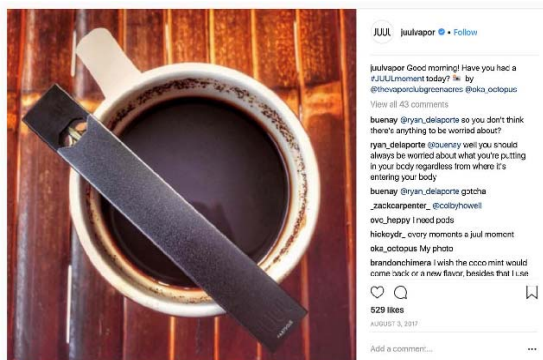 JUUL juulvapor • Follow
juulvapor Good morning! Have you had a
#JUULmoment today? by
@thevaporclubgreenacres @oka_octopus
View all 43 comments
buenay @ryan_delaporte so you don't think
there's anything to be worried about?
ryan_delaporte @buenay well you should
always be worried about what you're putting
in your body regardless from where it's
entering your body
buenay @ryan_delaporte gotcha
_zackcarpenter_ @colbyhowell
ovo_heppy I need pods
hickeydr_ every moments a juul moment
oka_octopus My photo
brandonchimera I wish the coco mint would
come back or a new flavor, besides that I use
529 likes
AUGUST 3, 2017
Add a comment...